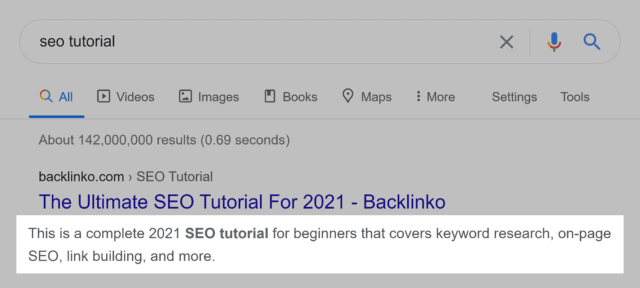 seo tutorial
All Videos Images Books Maps More Settings Tools
About 142,000,000 results (0.69 seconds)
backlinko.com › SEO Tutorial
The Ultimate SEO Tutorial For 2021 - Backlinko
This is a complete 2021 SEO tutorial for beginners that covers keyword research, on-page
SEO, link building, and more.